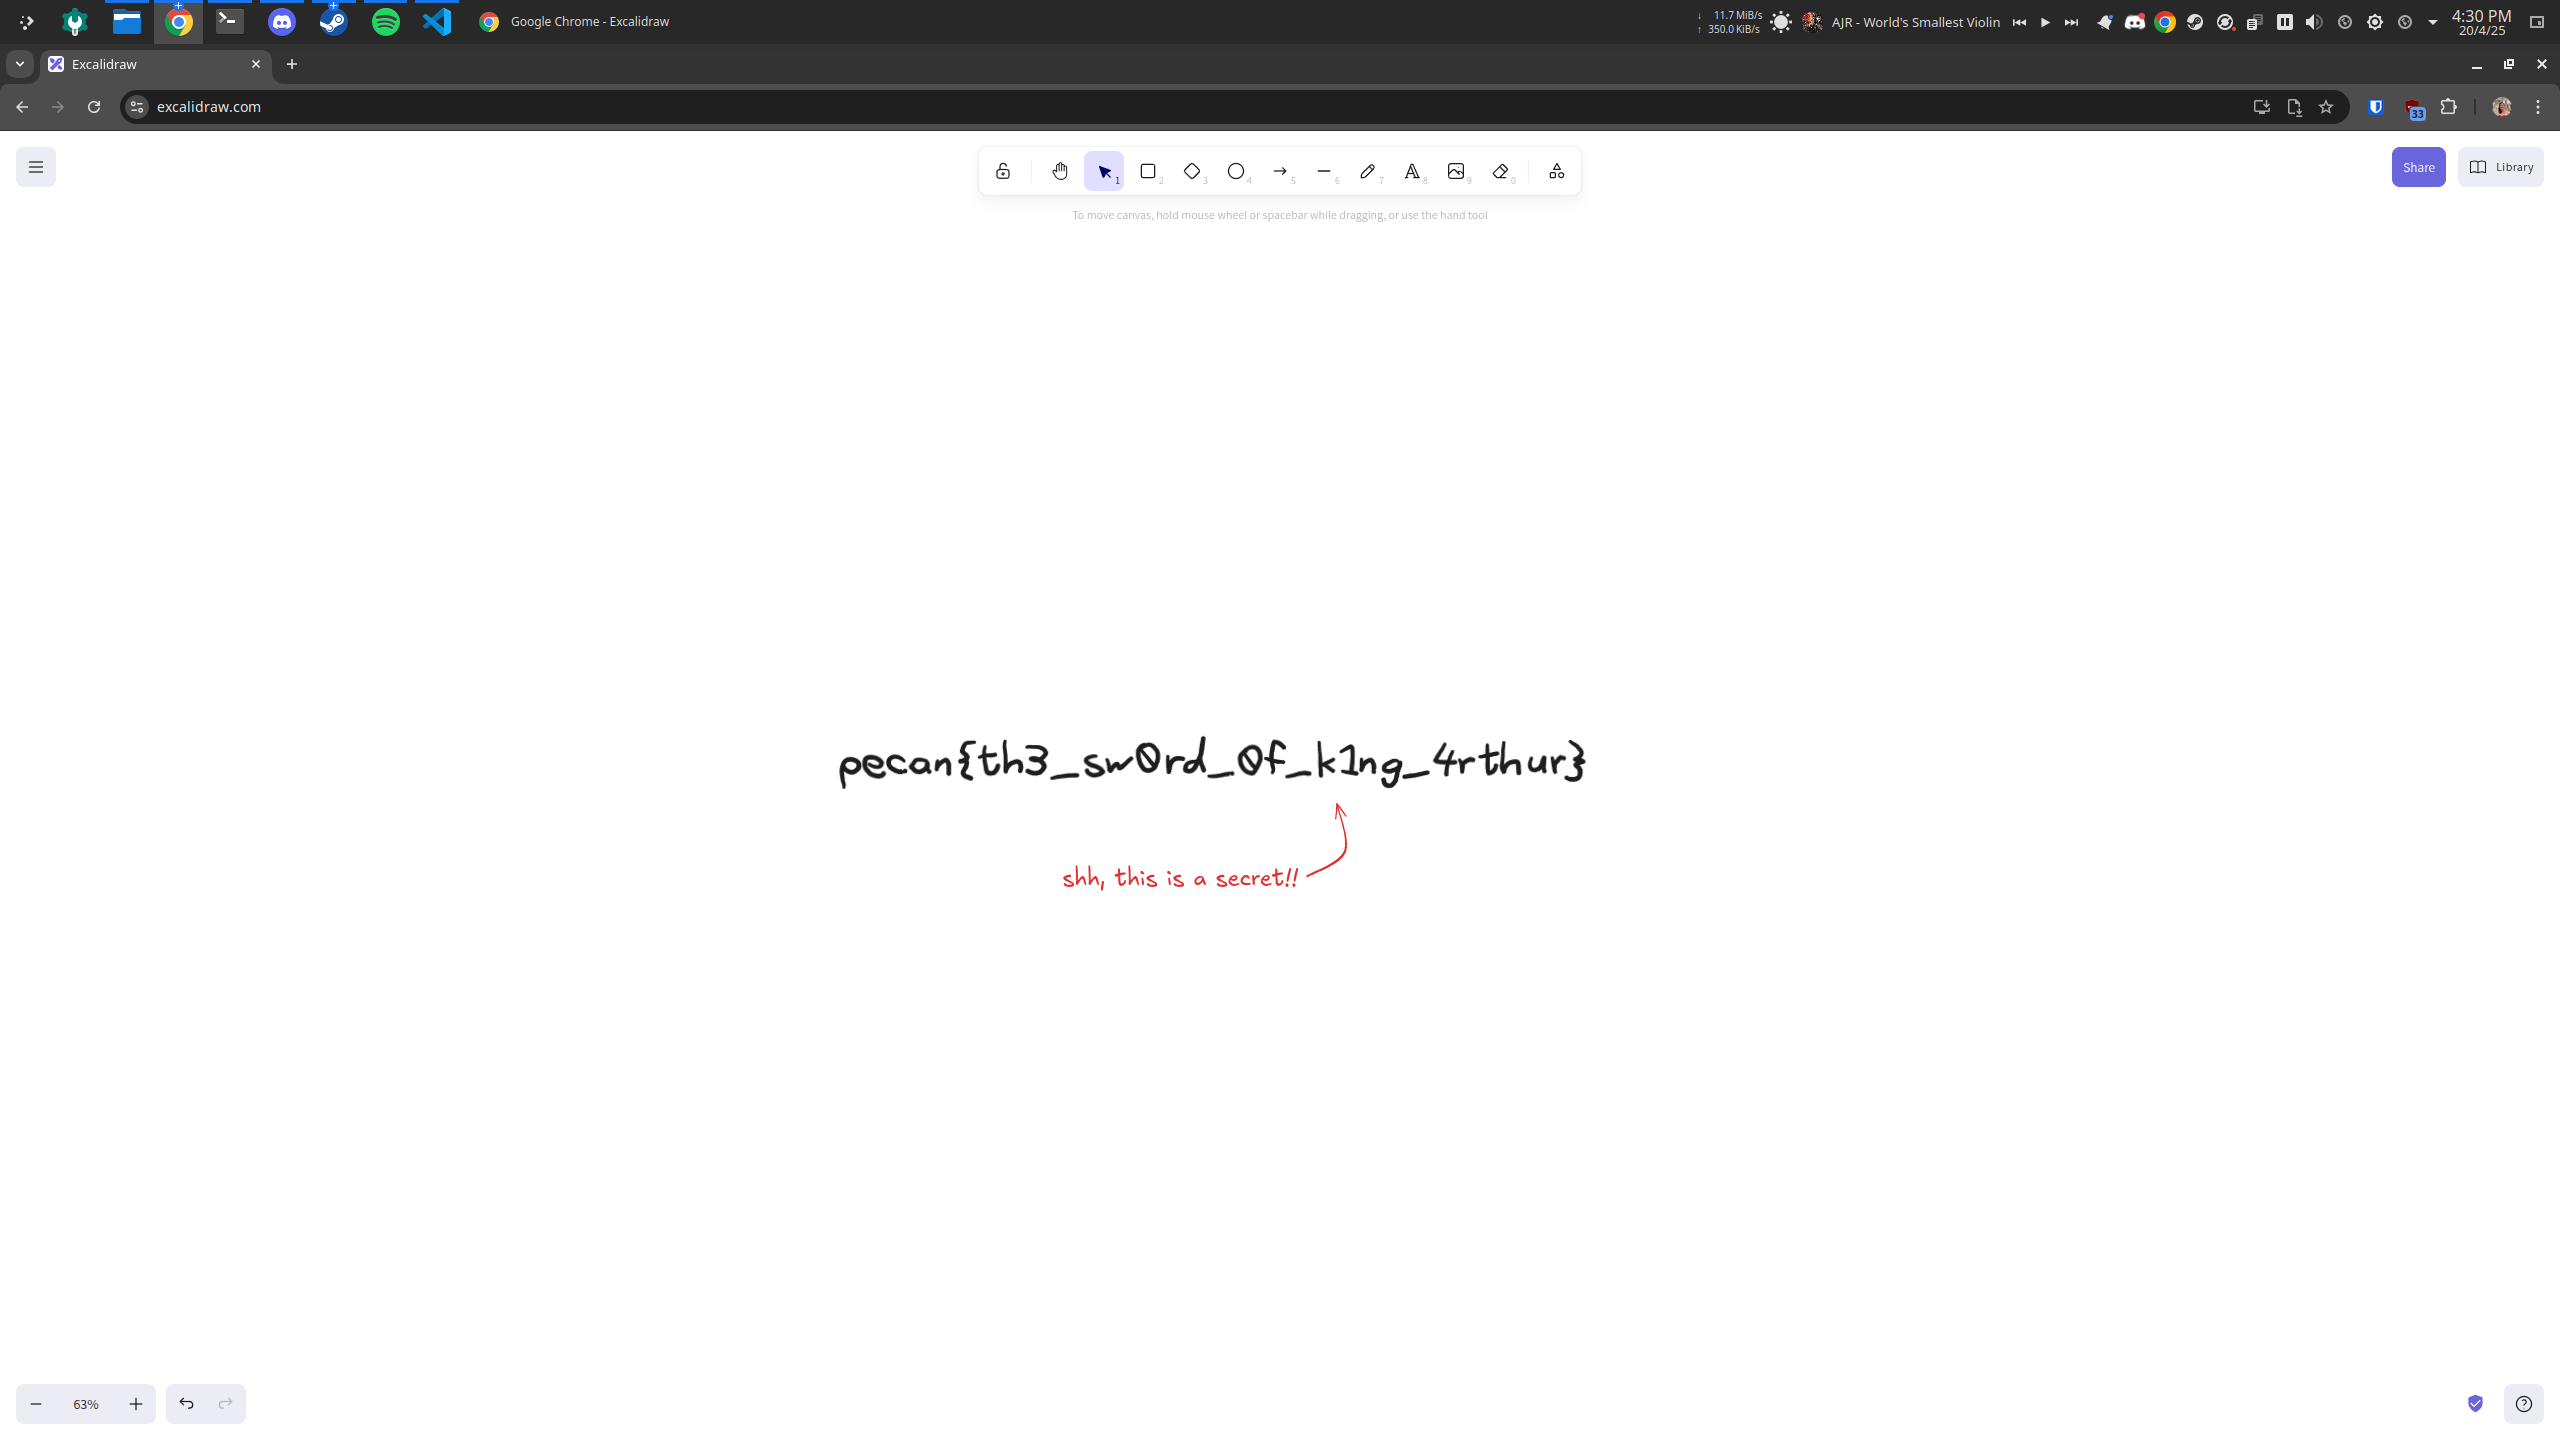 Google Chrome - Excalidraw
↓ 11.7 MiB/s
↑ 350.0 KiB/s
AJR - World's Smallest Violin
4:30 PM
20/4/25
Excalidraw
excalidraw.com
33
1 2 3 4 5 6 7 8 9 0
Share
Library
To move canvas, hold mouse wheel or spacebar while dragging, or use the hand tool
pecan{th3_sw0rd_0f_k1ng_4rthur}
shh, this is a secret!!
63%